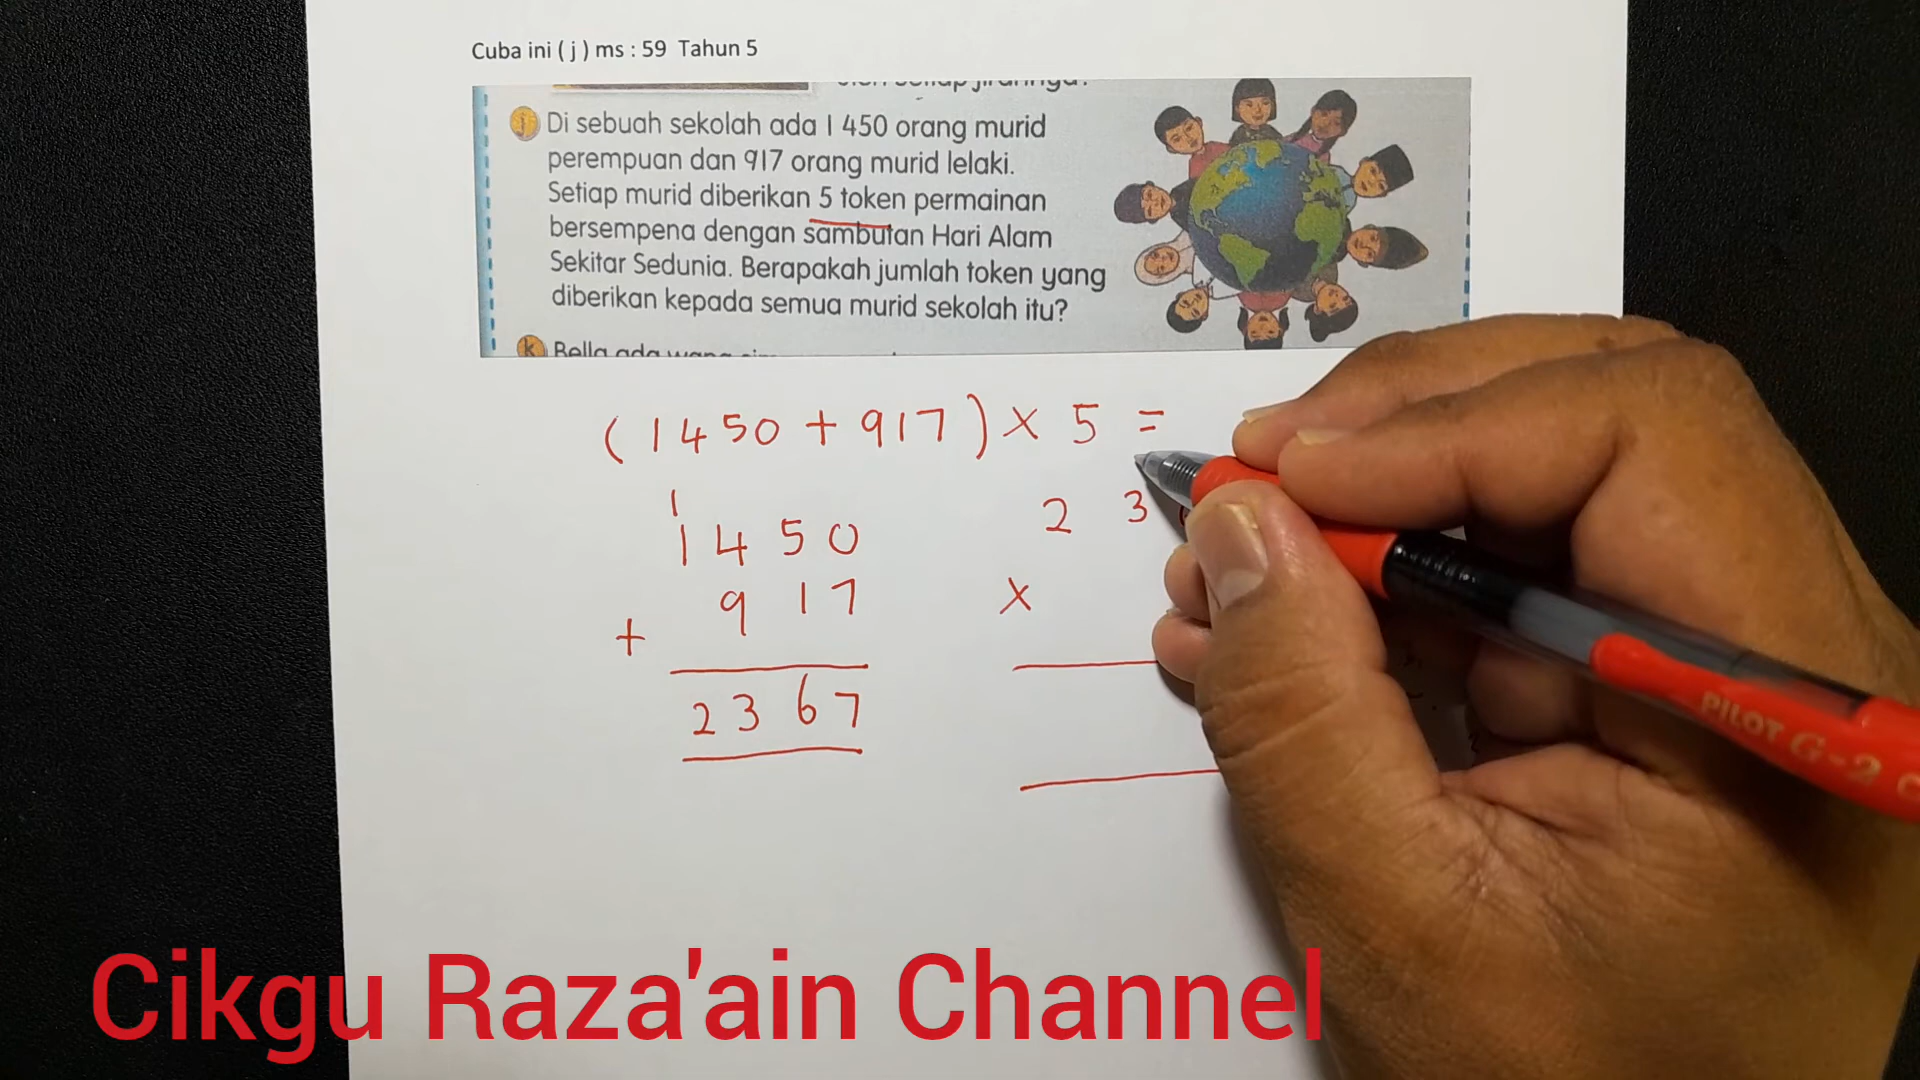 Cuba ini ( j ) ms : 59 Tahun 5
j Di sebuah sekolah ada 1 450 orang murid
perempuan dan 917 orang murid lelaki.
Setiap murid diberikan 5 token permainan
bersempena dengan sambutan Hari Alam
Sekitar Sedunia. Berapakah jumlah token yang
diberikan kepada semua murid sekolah itu?
k Bella ada wang
(1450 + 917) × 5 =
1
1450
917
+
2367
2 3
×
PILOT G-2
Cikgu Raza'ain Channel